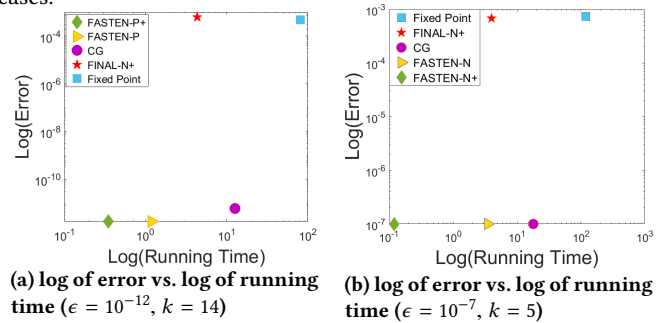 eases.
10^-4
10^-6
10^-8
10^-10
Log(Error)
FASTEN-P+
FASTEN-P
CG
FINAL-N+
Fixed Point
10^-1
10^0
10^1
10^2
Log(Running Time)
(a) log of error vs. log of running
time (ϵ = 10^−12, k = 14)
10^-3
10^-4
10^-5
10^-6
10^-7
Log(Error)
Fixed Point
FINAL-N+
CG
FASTEN-N
FASTEN-N+
10^-1
10^0
10^1
10^2
10^3
Log(Running Time)
(b) log of error vs. log of running
time (ϵ = 10^−7, k = 5)